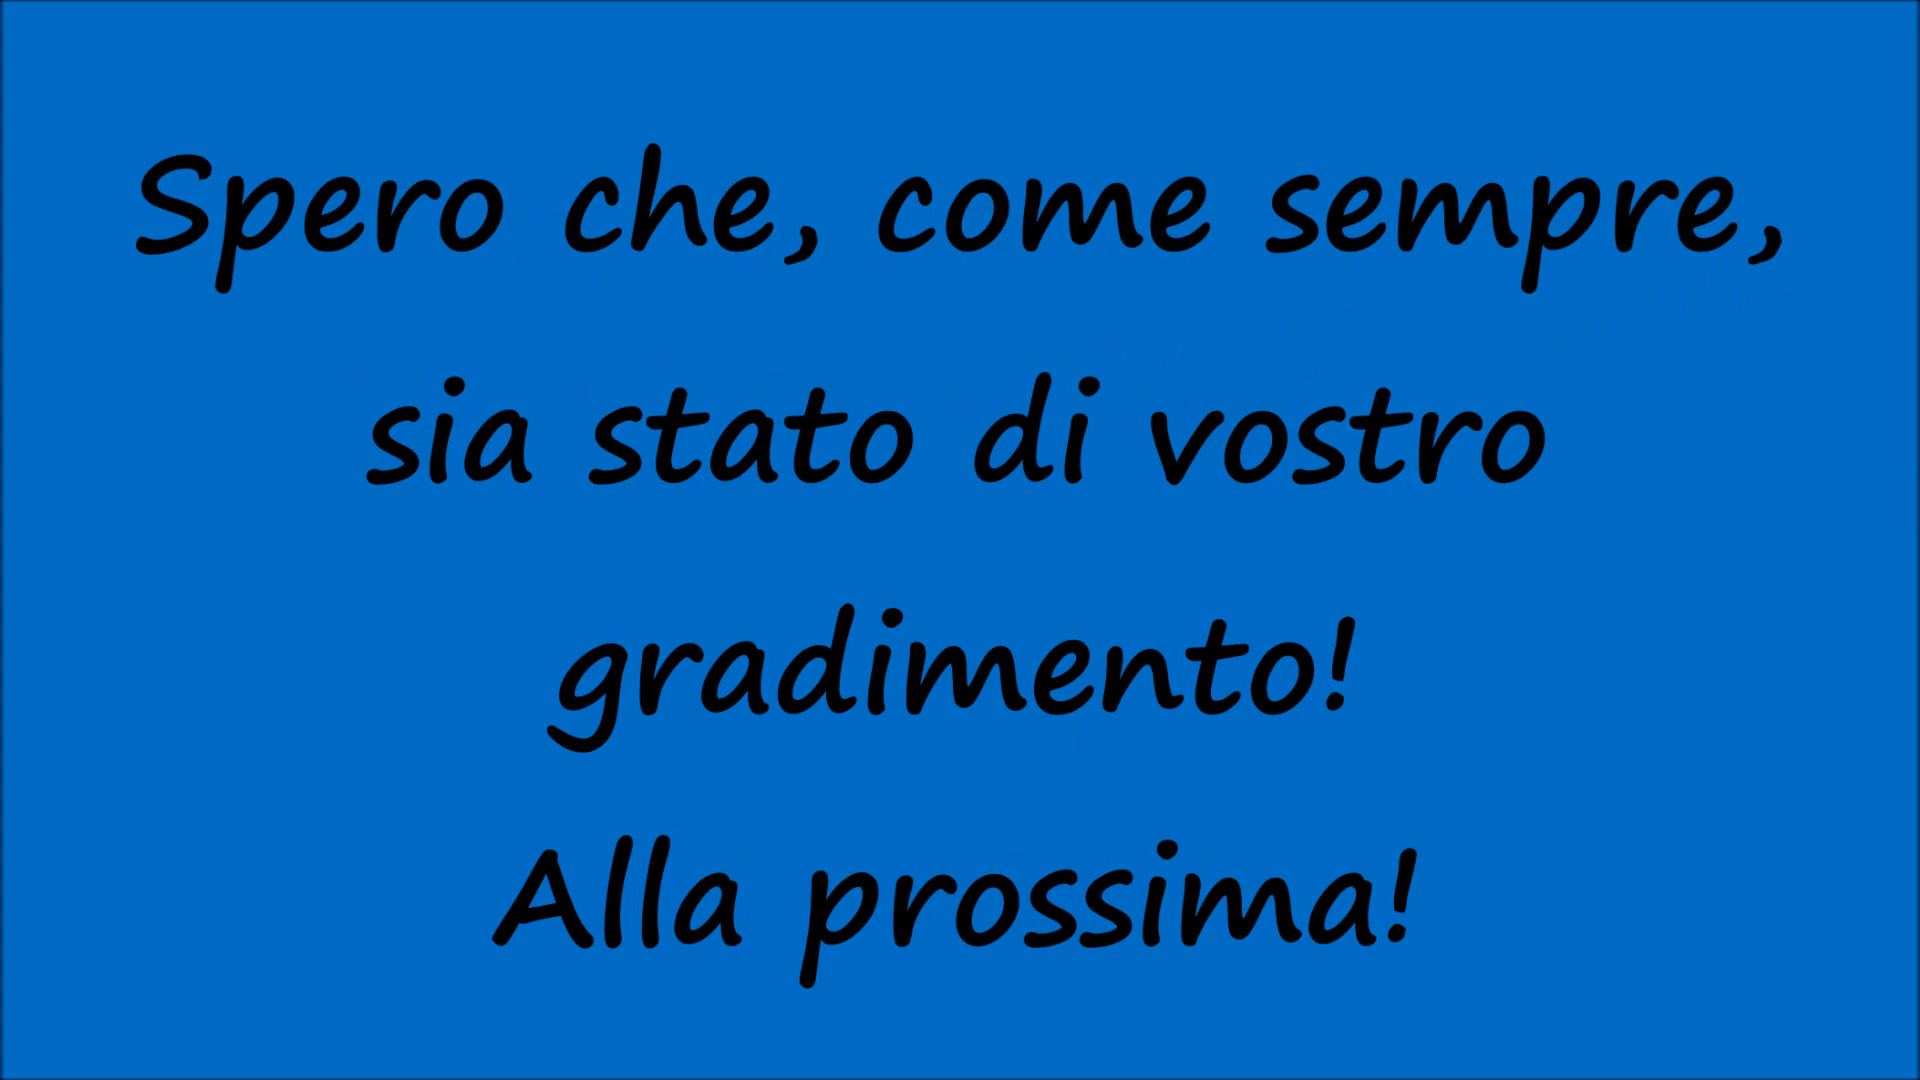 Spero che, come sempre,
sia stato di vostro
gradimento!
Alla prossima!